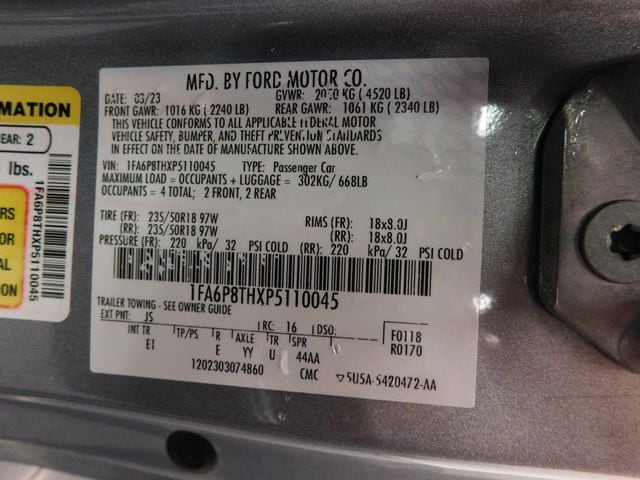 MFD. BY FORD MOTOR CO.
DATE: 03/23 GVWR: 2050 KG ( 4520 LB)
FRONT GAWR: 1016 KG ( 2240 LB) REAR GAWR: 1061 KG ( 2340 LB)
THIS VEHICLE CONFORMS TO ALL APPLICABLE FEDERAL MOTOR
VEHICLE SAFETY, BUMPER, AND THEFT PREVENTION STANDARDS
IN EFFECT ON THE DATE OF MANUFACTURE SHOWN ABOVE.
VIN: 1FA6P8THXP5110045 TYPE: Passenger Car
MAXIMUM LOAD = OCCUPANTS + LUGGAGE = 302KG/ 668LB
OCCUPANTS = 4 TOTAL; 2 FRONT, 2 REAR
TIRE (FR): 235/50R18 97W RIMS (FR): 18x9.0J
(RR): 235/50R18 97W (RR): 18x8.0J
PRESSURE (FR): 220 kPa/ 32 PSI COLD (RR): 220 kPa/ 32 PSI COLD
1FA6P8THXP5110045
TRAILER TOWING - SEE OWNER GUIDE
EXT PNT: JS RC: 16 DSO: F0118
INT TR TP/PS R AXLE TR SPR R0170
E1 E YY U 44AA
1202303074860 CMC ▽5U5A-5420472-AA
MATION
EAR: 2
lbs.
ERS
OR
NG
1FA6P8THXP5110045